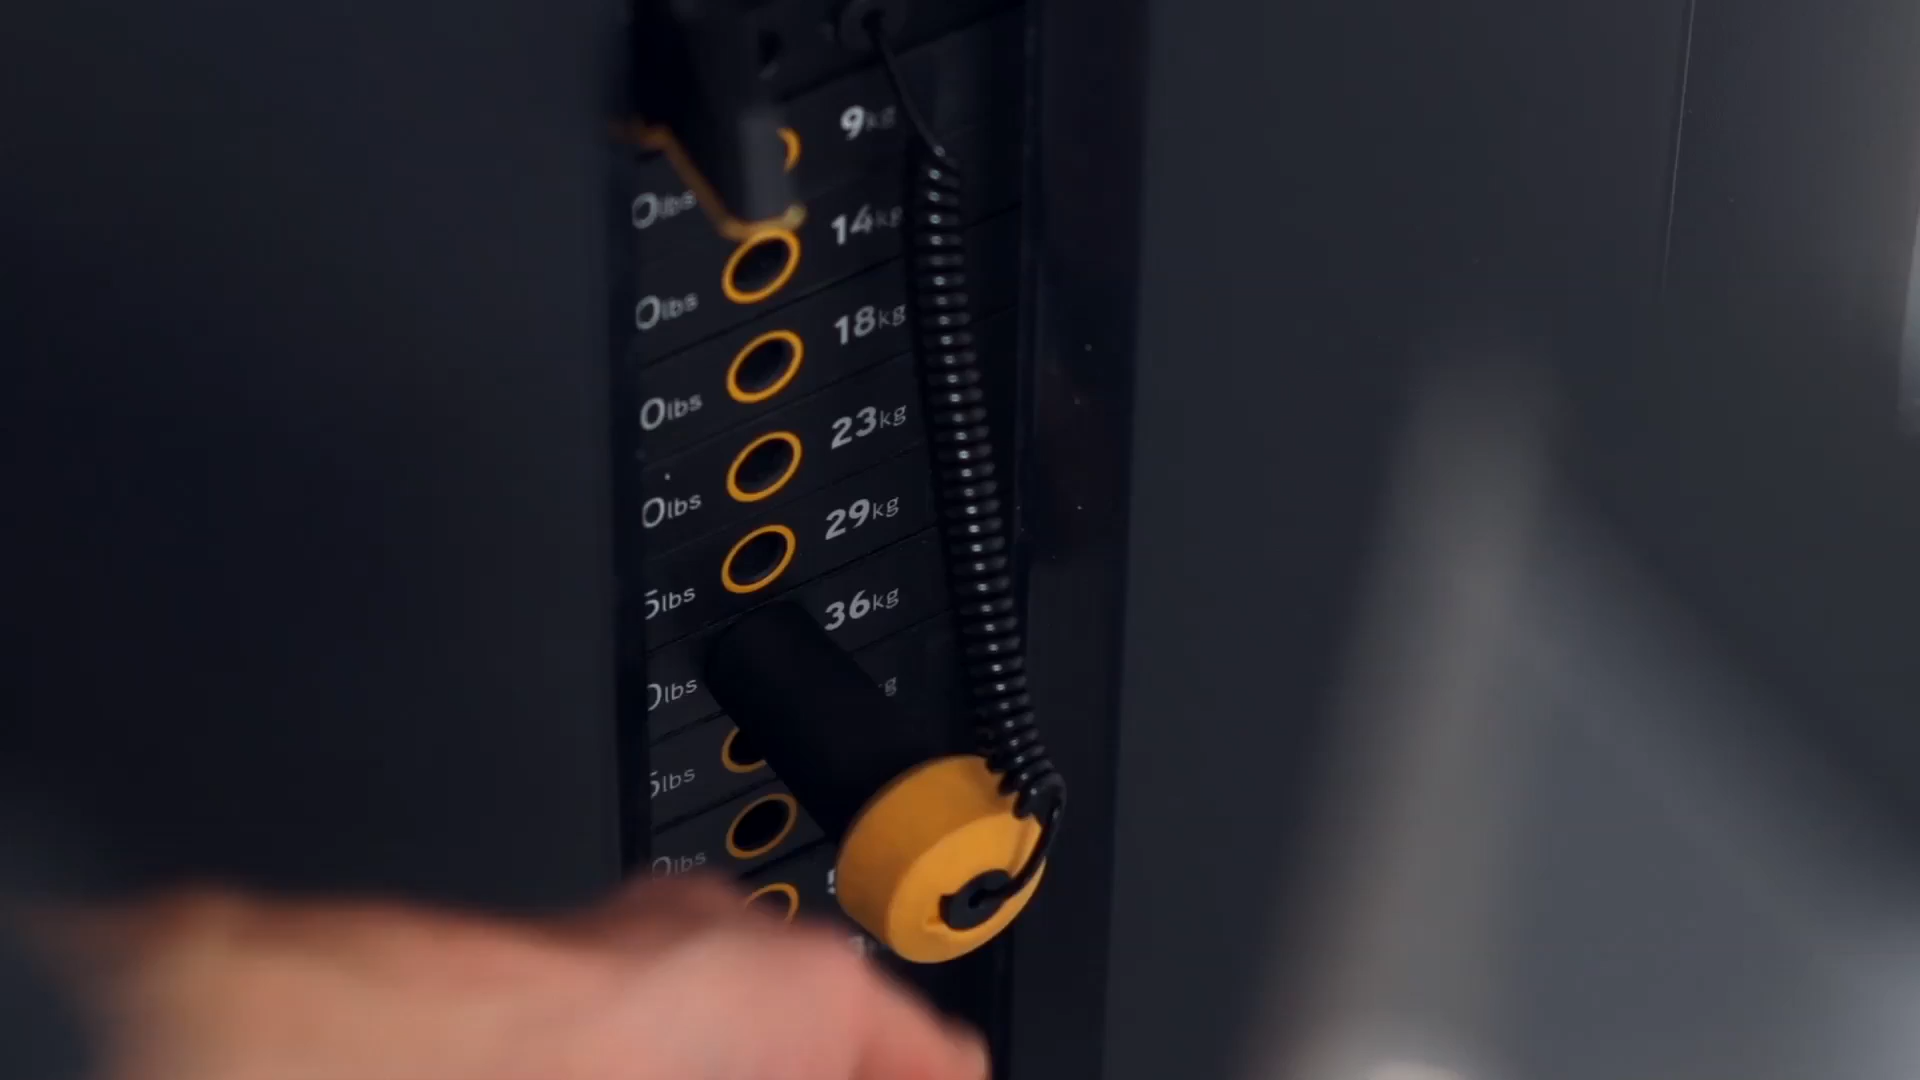 9kg
0lbs 14kg
0lbs 18kg
0lbs 23kg
0lbs 29kg
5lbs 36kg
0lbs
5lbs
0lbs